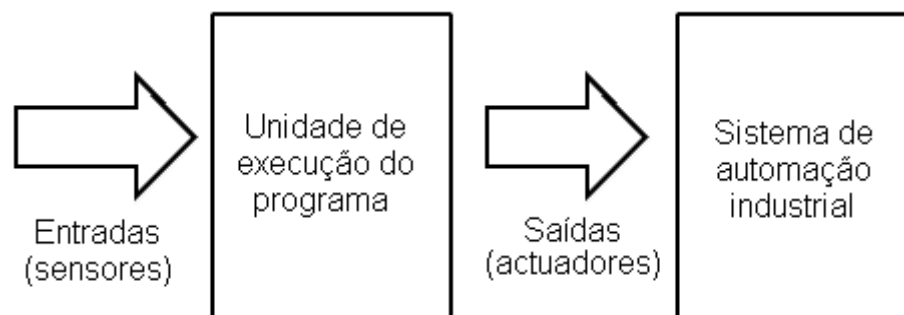 Entradas
(sensores)
Unidade de
execução do
programa
Saídas
(actuadores)
Sistema de
automação
industrial